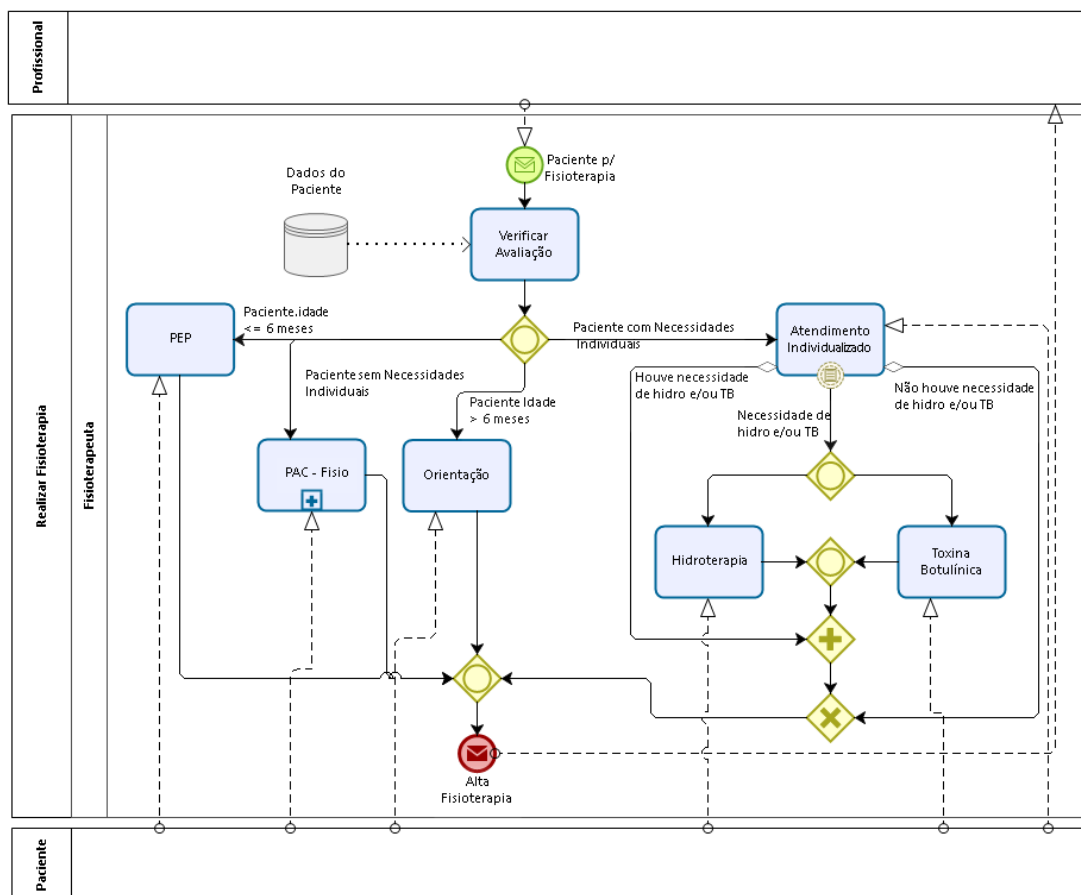 Profissional
Realizar Fisioterapia
Fisioterapeuta
Paciente p/
Fisioterapia
Dados do
Paciente
Verificar
Avaliação
Paciente.idade
<= 6 meses
PEP
Paciente com Necessidades
Individuais
Atendimento
Individualizado
Paciente sem Necessidades
Individuais
Paciente Idade
> 6 meses
Houve necessidade
de hidro e/ou TB
Não houve necessidade
de hidro e/ou TB
Necessidade de
hidro e/ou TB
PAC - Fisio
Orientação
Hidroterapia
Toxina
Botulínica
Alta
Fisioterapia
Paciente